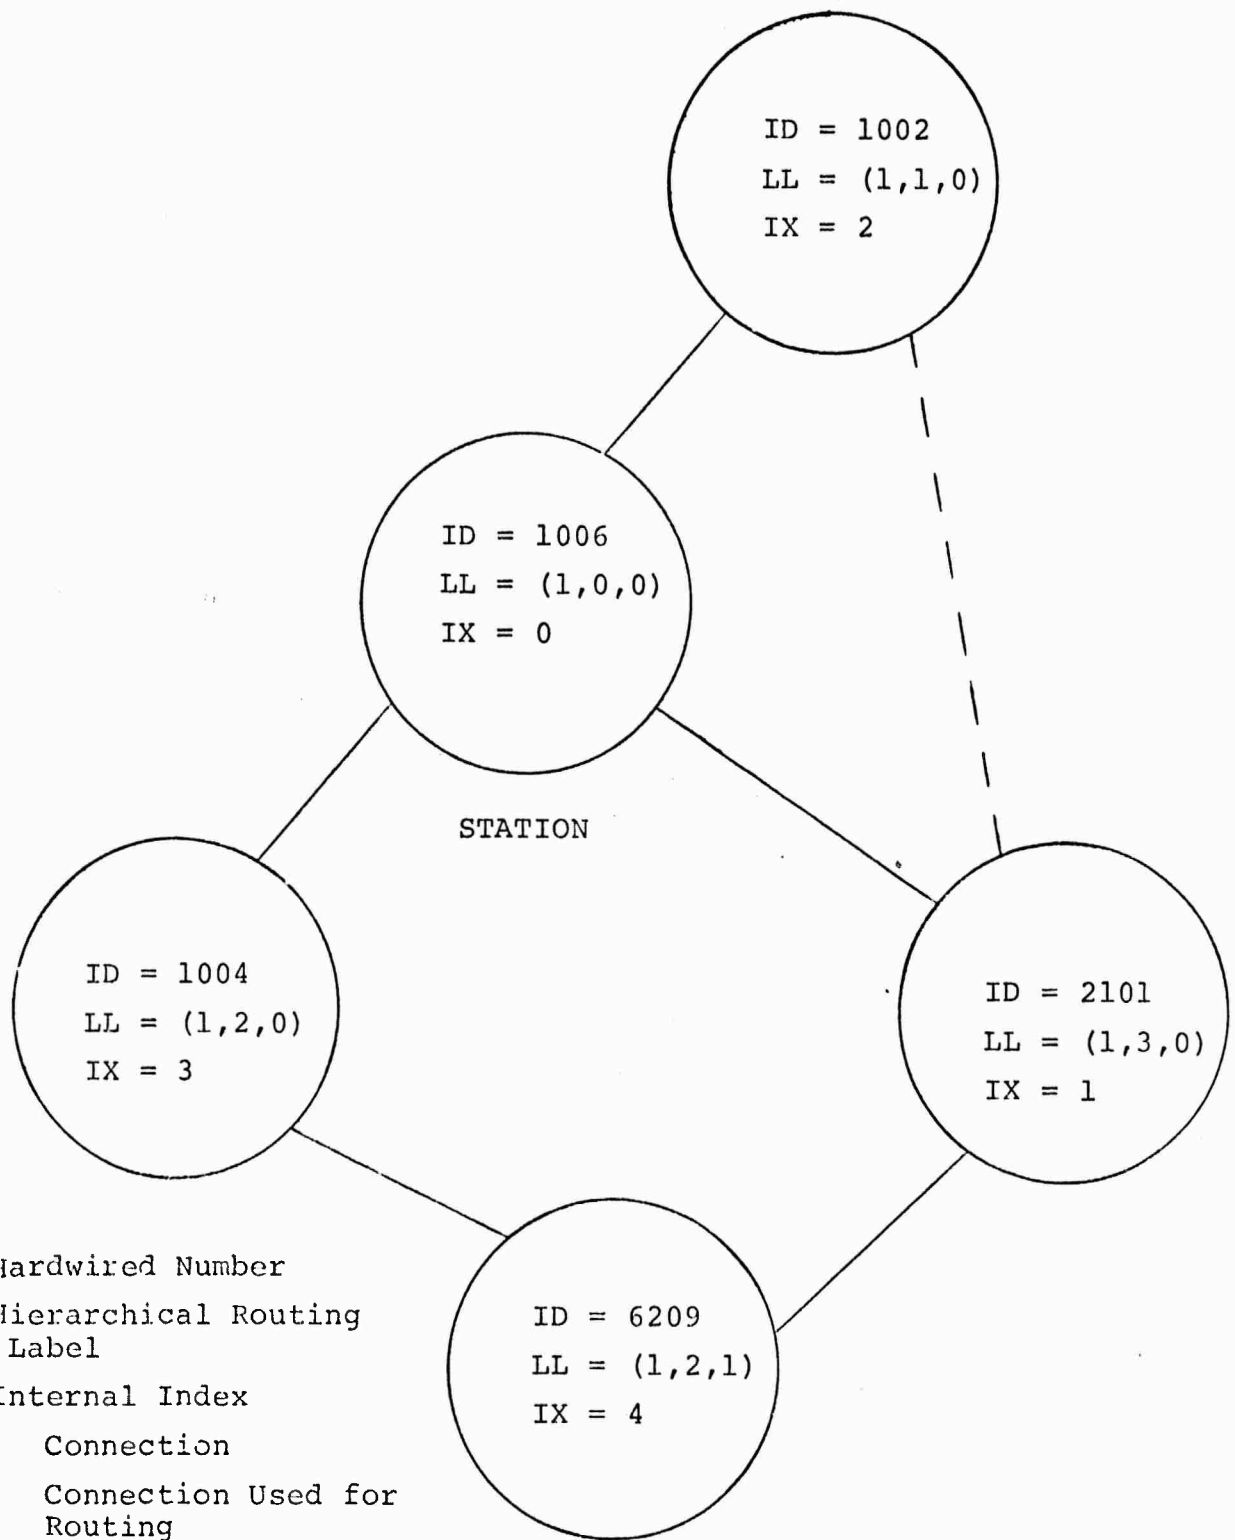 ID = 1002
LL = (1,1,0)
IX = 2
ID = 1006
LL = (1,0,0)
IX = 0
STATION
ID = 1004
LL = (1,2,0)
IX = 3
ID = 2101
LL = (1,3,0)
IX = 1
ID = 6209
LL = (1,2,1)
IX = 4
Hardwired Number
Hierarchical Routing
Label
Internal Index
Connection
Connection Used for
Routing